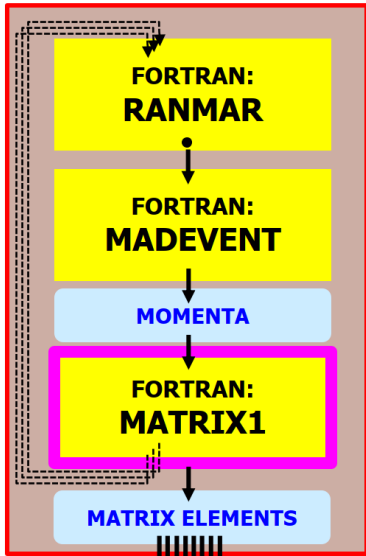 FORTRAN:
RANMAR
FORTRAN:
MADEVENT
MOMENTA
FORTRAN:
MATRIX1
MATRIX ELEMENTS